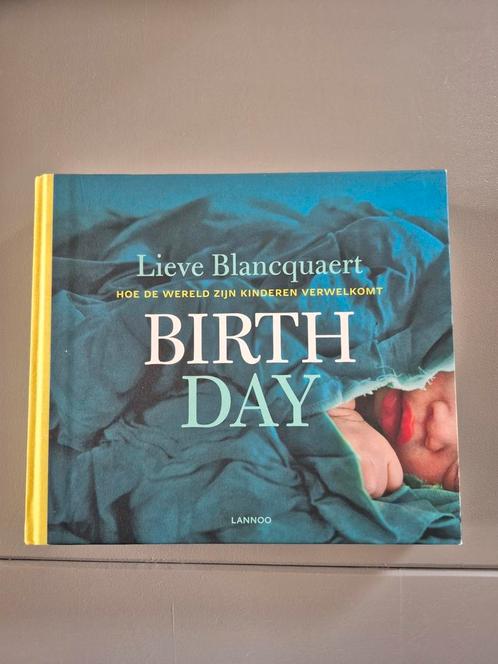 Lieve Blancquaert
HOE DE WERELD ZIJN KINDEREN VERWELKOMT
BIRTH
DAY
LANNOO